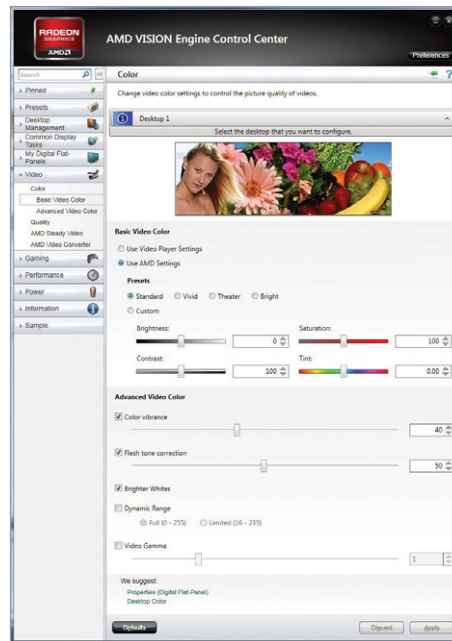 RADEON
GRAPHICS
AMD
AMD VISION Engine Control Center
Preferences
Search
Pinned
Presets
Desktop
Management
Common Display
Tasks
My Digital Flat-
Panels
Video
Color
Basic Video Color
Advanced Video Color
Quality
AMD Steady Video
AMD Video Converter
Gaming
Performance
Power
Information
Sample
Color
Change video color settings to control the picture quality of videos.
Desktop 1
Select the desktop that you want to configure.
Basic Video Color
Use Video Player Settings
Use AMD Settings
Presets
Standard Vivid Theater Bright
Custom
Brightness: Saturation:
0 100
Contrast: Tint:
100 0.00
Advanced Video Color
Color vibrance
40
Flesh tone correction
50
Brighter Whites
Dynamic Range
Full (0 - 255) Limited (16 - 235)
Video Gamma
1
We suggest:
Properties (Digital Flat-Panel)
Desktop Color
Defaults Discard Apply